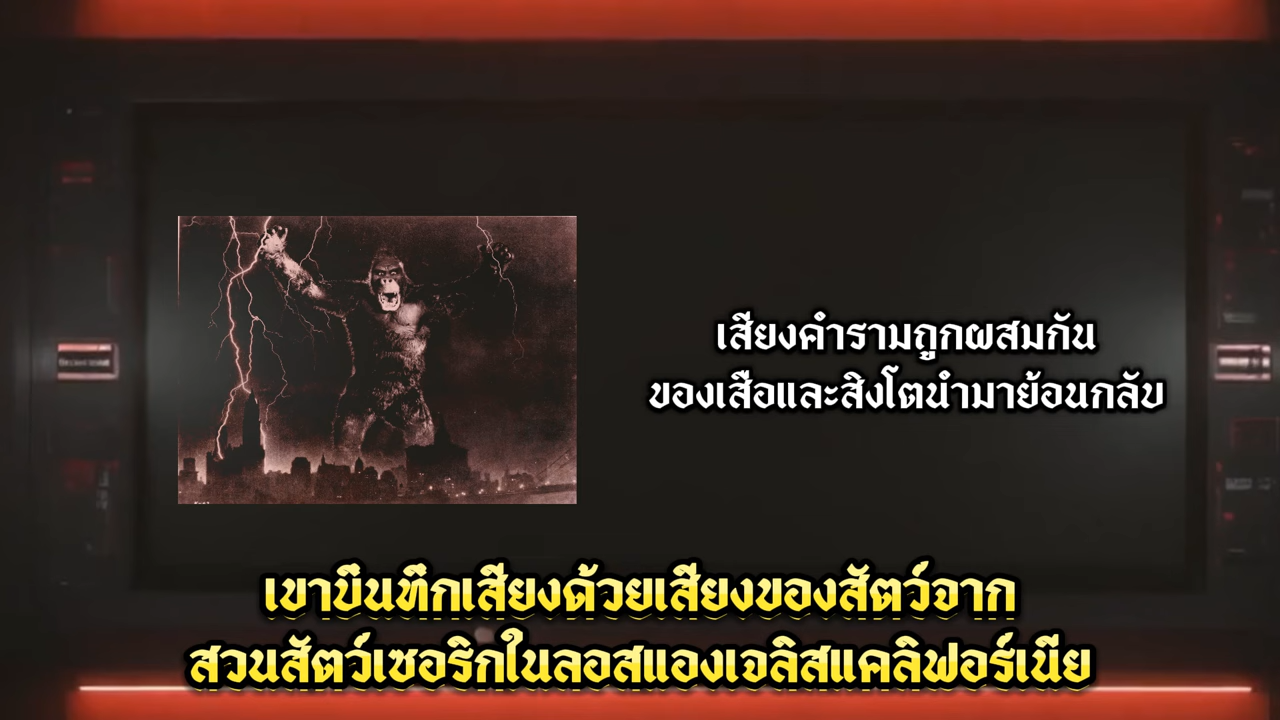 เสียงคำรามถูกผสมกัน
ของเสือและสิงโตนำมาย้อนกลับ
เขาบึนทึกเสียงด้วยเสียงของสัตว์จาก
สวนสัตว์เซอริกในลอสแองเจลิสแคลิฟอร์เนีย